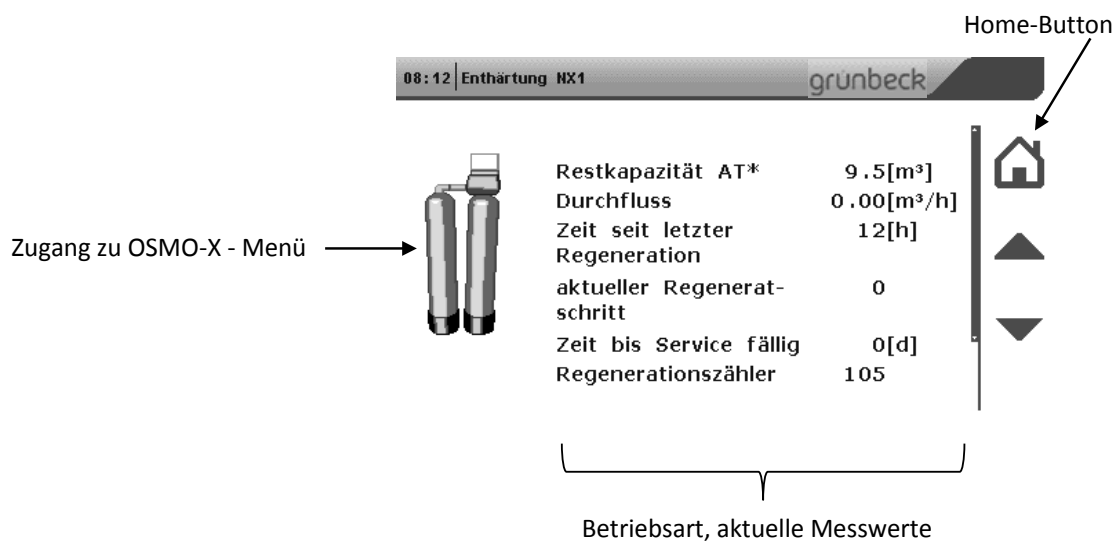 Home-Button
08:12 Enthärtung NX1
grünbeck
Restkapazität AT* 9.5[m³]
Durchfluss 0.00[m³/h]
Zeit seit letzter 12[h]
Regeneration
aktueller Regenerat- 0
schritt
Zeit bis Service fällig 0[d]
Regenerationszähler 105
Zugang zu OSMO-X - Menü
Betriebsart, aktuelle Messwerte